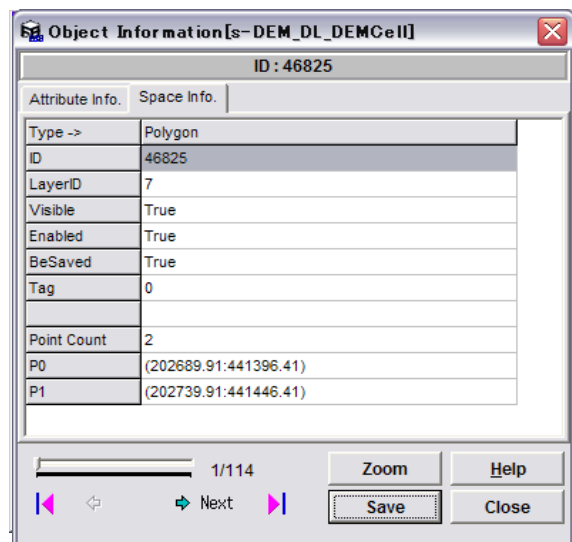 Object Information[s-DEM_DL_DEMCell]
ID : 46825
Attribute Info. Space Info.
Type -> Polygon
ID 46825
LayerID 7
Visible True
Enabled True
BeSaved True
Tag 0
Point Count 2
P0 (202689.91:441396.41)
P1 (202739.91:441446.41)
1/114 Zoom Help
Next Save Close